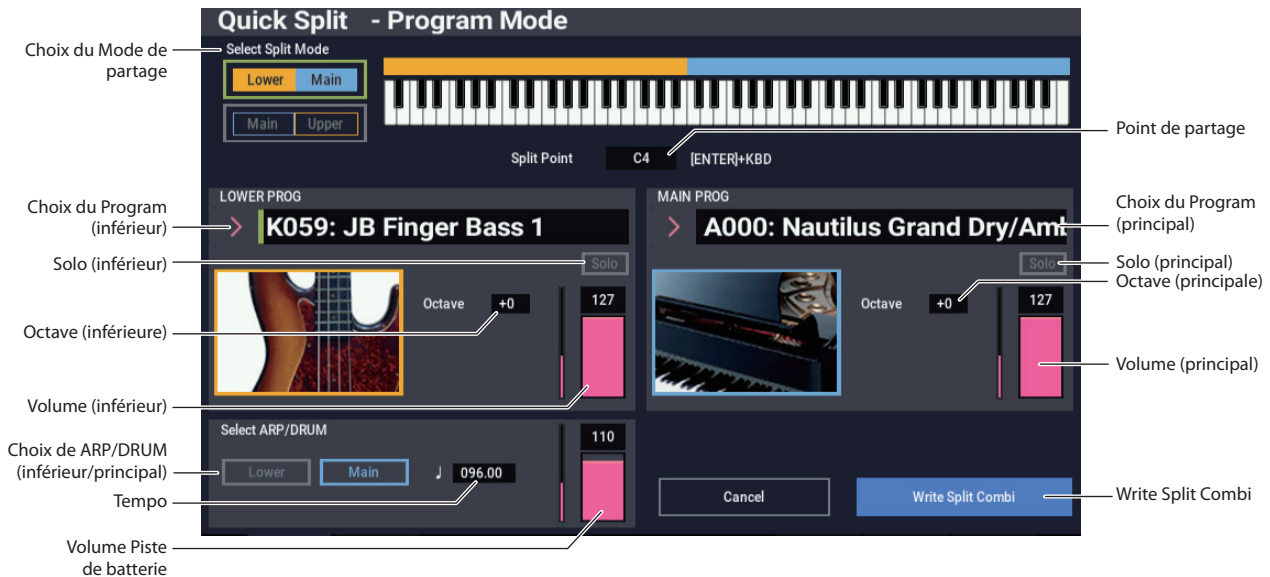 Quick Split - Program Mode
Choix du Mode de
partage
Select Split Mode
Lower Main
Main Upper
Split Point C4 [ENTER]+KBD
Point de partage
LOWER PROG
MAIN PROG
Choix du Program
(inférieur)
K059: JB Finger Bass 1
A000: Nautilus Grand Dry/Am
Choix du Program
(principal)
Solo (inférieur)
Solo
Solo
Solo (principal)
Octave (principale)
Octave +0
127
Octave +0
127
Octave (inférieure)
Volume (principal)
Volume (inférieur)
Select ARP/DRUM
110
Choix de ARP/DRUM
(inférieur/principal)
Lower Main
♩ 096.00
Tempo
Cancel
Write Split Combi
Write Split Combi
Volume Piste
de batterie